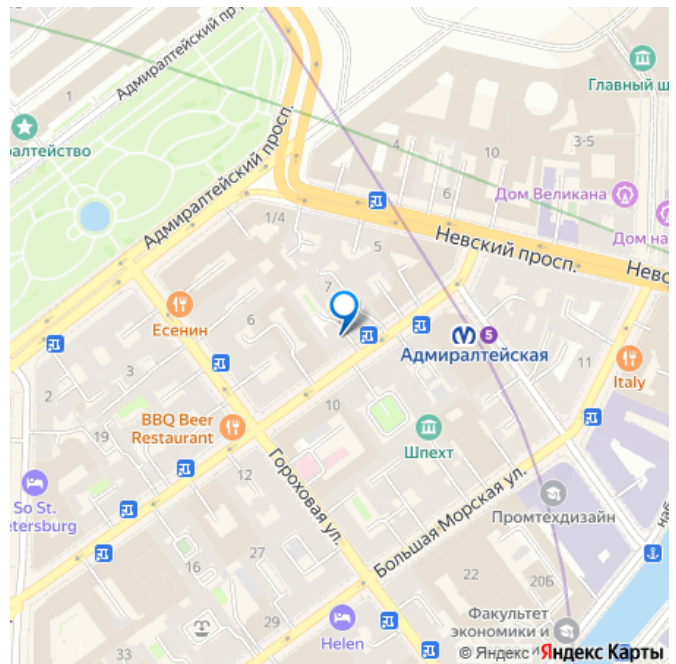 Адмиралтейский пр
1
Главный ш
ралтейство
Адмиралтейский просп.
4
10
3-5
6
Дом Великана
Дом на
1/4
5
Невский просп.
Невс
7
Есенин
6
Адмиралтейская
5
11
Italy
3
2
BBQ Beer
Restaurant
10
19
Шпехт
12
Гороховая ул.
So St.
etersburg
Большая Морская ул.
Промтехдизайн
наб
27
16
22
20Б
29
Helen
33
Факультет
экономики и
© Яндекс Яндекс Карты